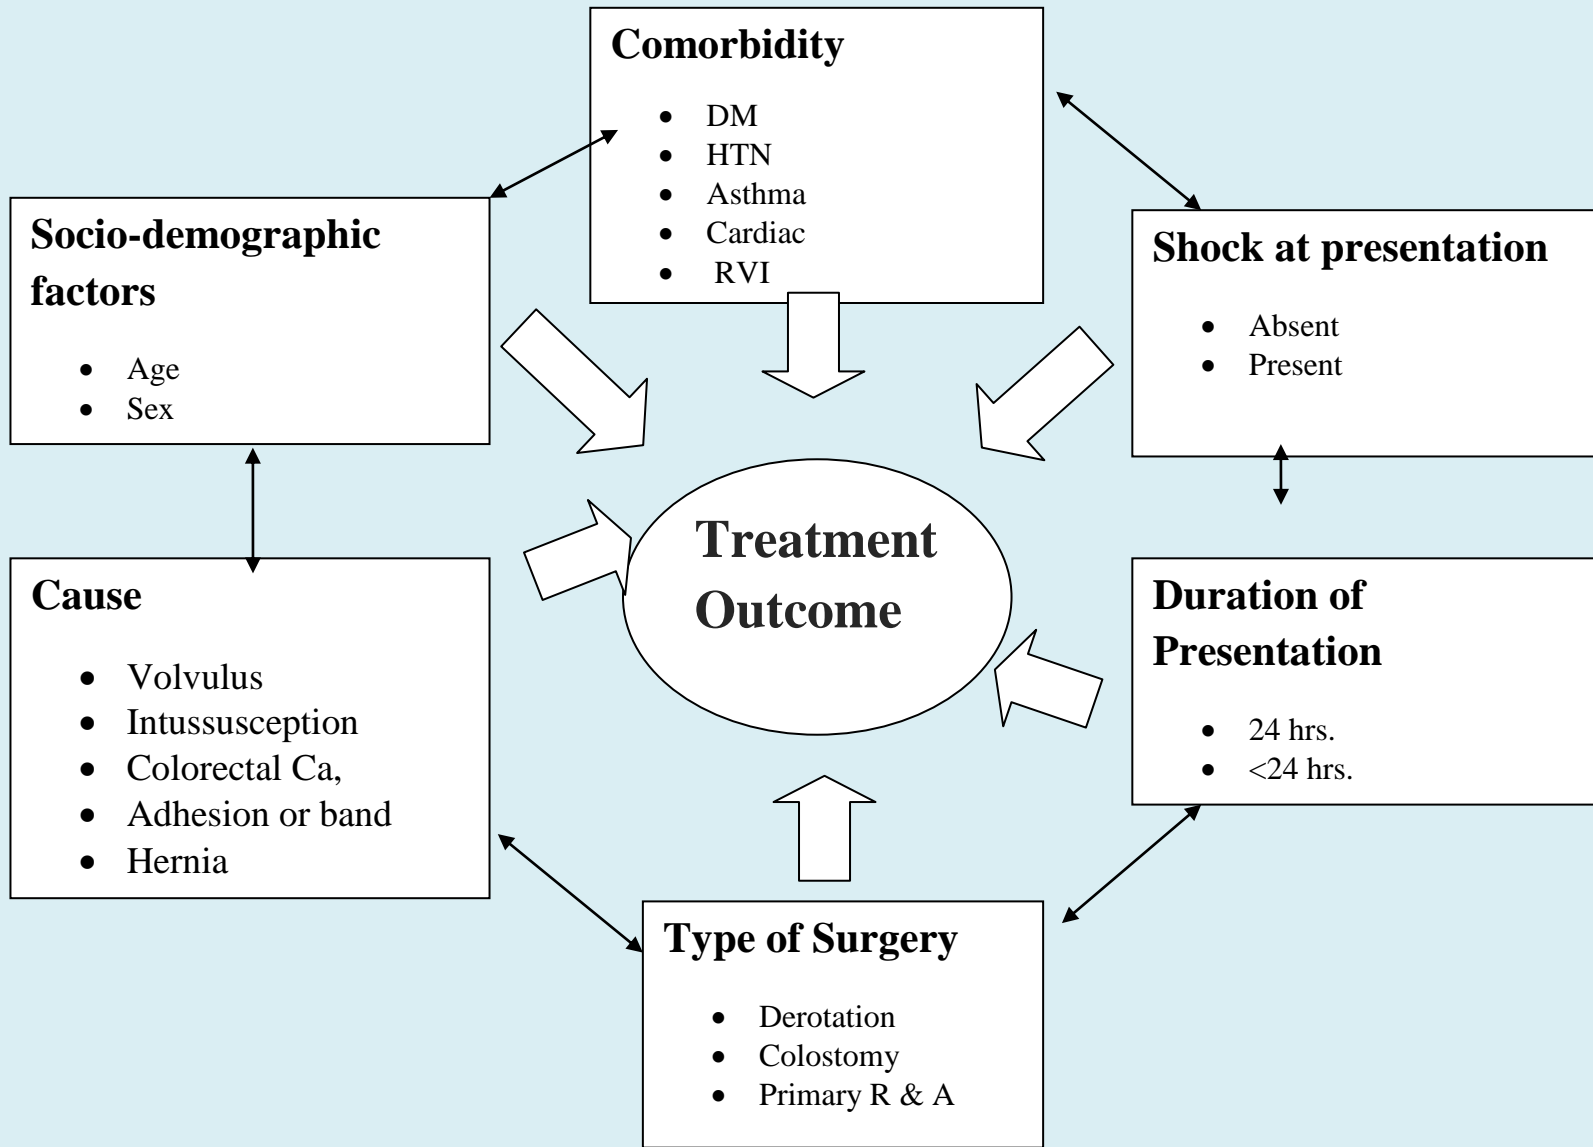 Comorbidity
• DM
• HTN
• Asthma
• Cardiac
• RVI
Socio-demographic
factors
• Age
• Sex
Shock at presentation
• Absent
• Present
Treatment
Outcome
Cause
• Volvulus
• Intussusception
• Colorectal Ca,
• Adhesion or band
• Hernia
Duration of
Presentation
• 24 hrs.
• <24 hrs.
Type of Surgery
• Derotation
• Colostomy
• Primary R & A